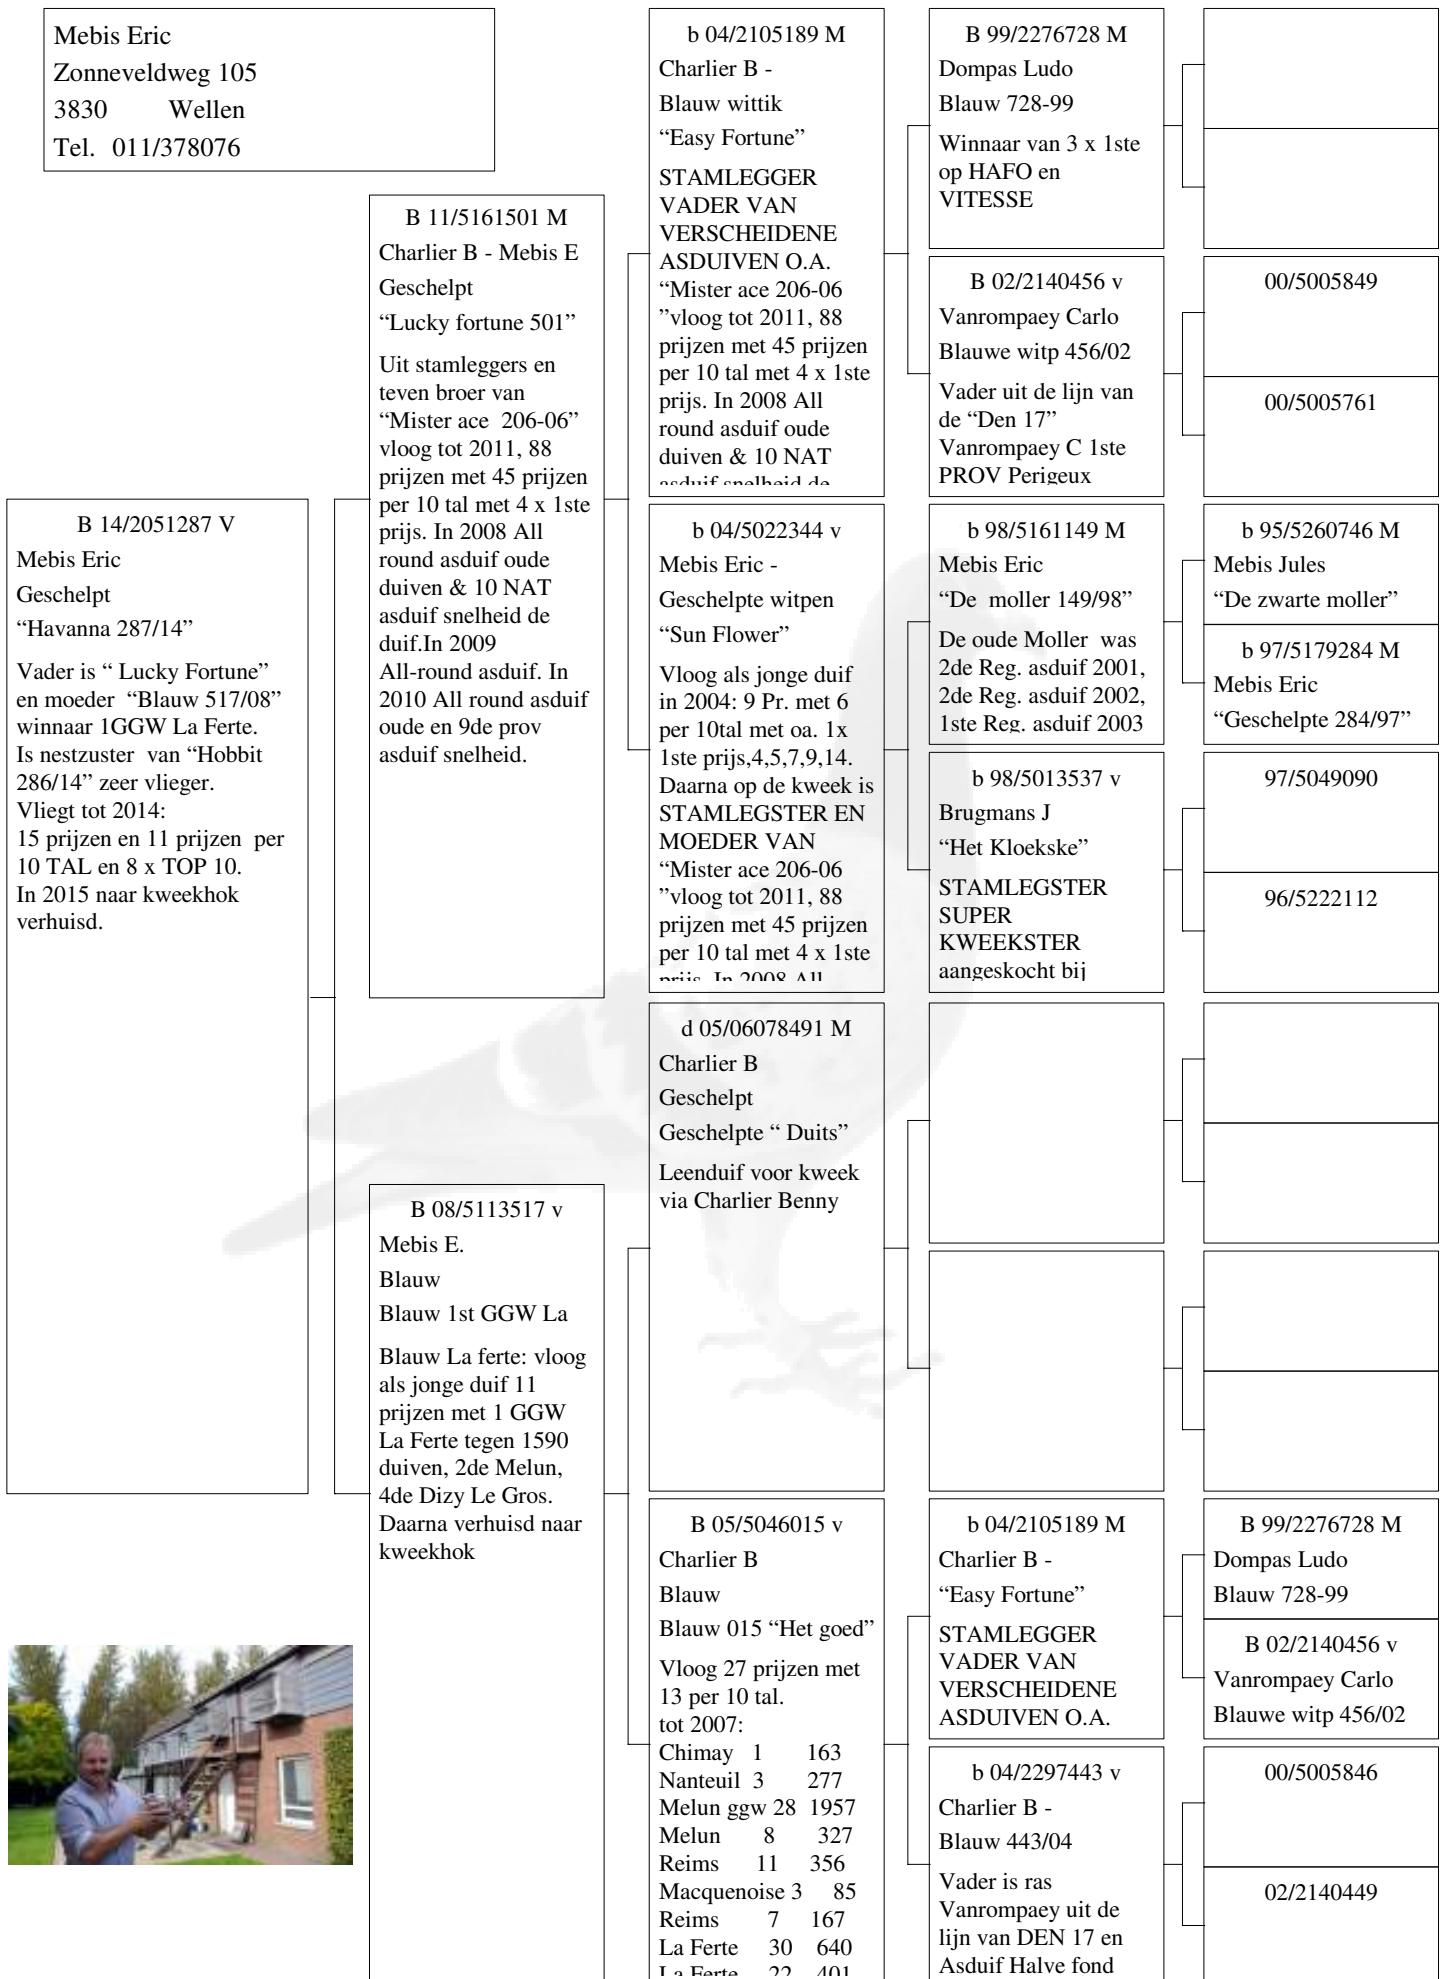 Mebis Eric
Zonneveldweg 105
3830 Wellen
Tel. 011/378076
B 14/2051287 V
Mebis Eric
Geschelpt
“Havanna 287/14”
Vader is “ Lucky Fortune”
en moeder “Blauw 517/08”
winnaar 1GGW La Ferte.
Is nestzuster van “Hobbit
286/14” zeer vlieger.
Vliegt tot 2014:
15 prijzen en 11 prijzen per
10 TAL en 8 x TOP 10.
In 2015 naar kweekhok
verhuisd.
B 11/5161501 M
Charlier B - Mebis E
Geschelpt
“Lucky fortune 501”
Uit stamleggers en
teven broer van
“Mister ace 206-06”
vloog tot 2011, 88
prijzen met 45 prijzen
per 10 tal met 4 x 1ste
prijs. In 2008 All
round asduif oude
duiven & 10 NAT
asduif snelheid de
duif.In 2009
All-round asduif. In
2010 All round asduif
oude en 9de prov
asduif snelheid.
B 08/5113517 v
Mebis E.
Blauw
Blauw 1st GGW La
Blauw La ferte: vloog
als jonge duif 11
prijzen met 1 GGW
La Ferte tegen 1590
duiven, 2de Melun,
4de Dizy Le Gros.
Daarna verhuisd naar
kweekhok
b 04/2105189 M
Charlier B -
Blauw wittik
“Easy Fortune”
STAMLEGGER
VADER VAN
VERSCHEIDENE
ASDUIVEN O.A.
“Mister ace 206-06
”vloog tot 2011, 88
prijzen met 45 prijzen
per 10 tal met 4 x 1ste
prijs. In 2008 All
round asduif oude
duiven & 10 NAT
asduif snelheid de
b 04/5022344 v
Mebis Eric -
Geschelpte witpen
“Sun Flower”
Vloog als jonge duif
in 2004: 9 Pr. met 6
per 10tal met oa. 1x
1ste prijs,4,5,7,9,14.
Daarna op de kweek is
STAMLEGSTER EN
MOEDER VAN
“Mister ace 206-06
”vloog tot 2011, 88
prijzen met 45 prijzen
per 10 tal met 4 x 1ste
prijs. In 2008 All
d 05/06078491 M
Charlier B
Geschelpt
Geschelpte “ Duits”
Leenduif voor kweek
via Charlier Benny
B 05/5046015 v
Charlier B
Blauw
Blauw 015 “Het goed”
Vloog 27 prijzen met
13 per 10 tal.
tot 2007:
Chimay 1 163
Nanteuil 3 277
Melun ggw 28 1957
Melun 8 327
Reims 11 356
Macquenoise 3 85
Reims 7 167
La Ferte 30 640
La Ferte 22 401
B 99/2276728 M
Dompas Ludo
Blauw 728-99
Winnaar van 3 x 1ste
op HAFO en
VITESSE
B 02/2140456 v
Vanrompaey Carlo
Blauwe witp 456/02
Vader uit de lijn van
de “Den 17”
Vanrompaey C 1ste
PROV Perigeux
b 98/5161149 M
Mebis Eric
“De moller 149/98”
De oude Moller was
2de Reg. asduif 2001,
2de Reg. asduif 2002,
1ste Reg. asduif 2003
b 98/5013537 v
Brugmans J
“Het Kloekske”
STAMLEGSTER
SUPER
KWEEKSTER
aangeskocht bij
b 04/2105189 M
Charlier B -
“Easy Fortune”
STAMLEGGER
VADER VAN
VERSCHEIDENE
ASDUIVEN O.A.
b 04/2297443 v
Charlier B -
Blauw 443/04
Vader is ras
Vanrompaey uit de
lijn van DEN 17 en
Asduif Halve fond
00/5005849
00/5005761
b 95/5260746 M
Mebis Jules
“De zwarte moller”
b 97/5179284 M
Mebis Eric
“Geschelpte 284/97”
97/5049090
96/5222112
B 99/2276728 M
Dompas Ludo
Blauw 728-99
B 02/2140456 v
Vanrompaey Carlo
Blauwe witp 456/02
00/5005846
02/2140449